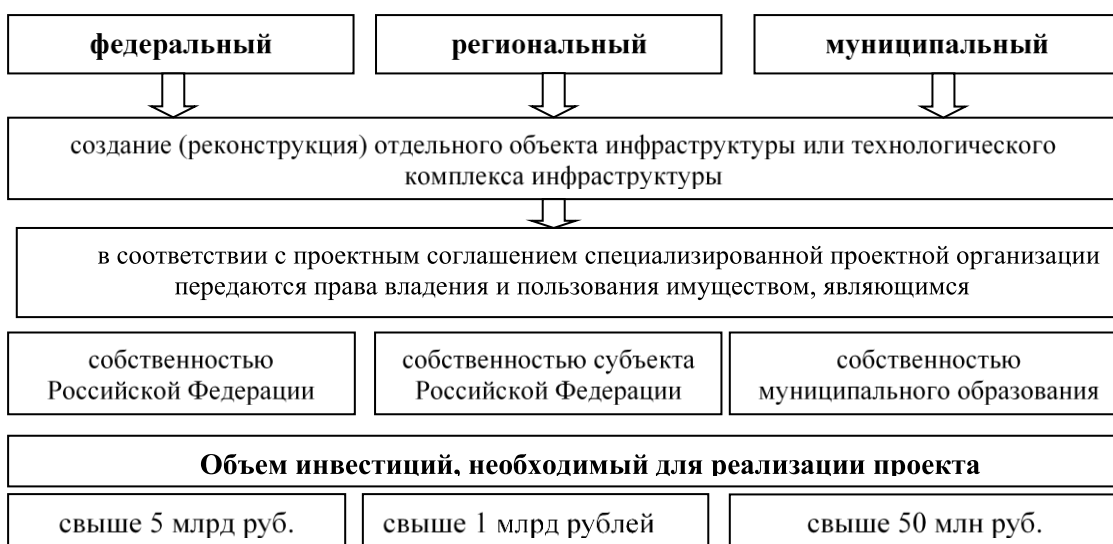 федеральный
региональный
муниципальный
создание (реконструкция) отдельного объекта инфраструктуры или технологического
комплекса инфраструктуры
в соответствии с проектным соглашением специализированной проектной организации
передаются права владения и пользования имуществом, являющимся
собственностью
Российской Федерации
собственностью субъекта
Российской Федерации
собственностью
муниципального образования
Объем инвестиций, необходимый для реализации проекта
свыше 5 млрд руб.
свыше 1 млрд рублей
свыше 50 млн руб.